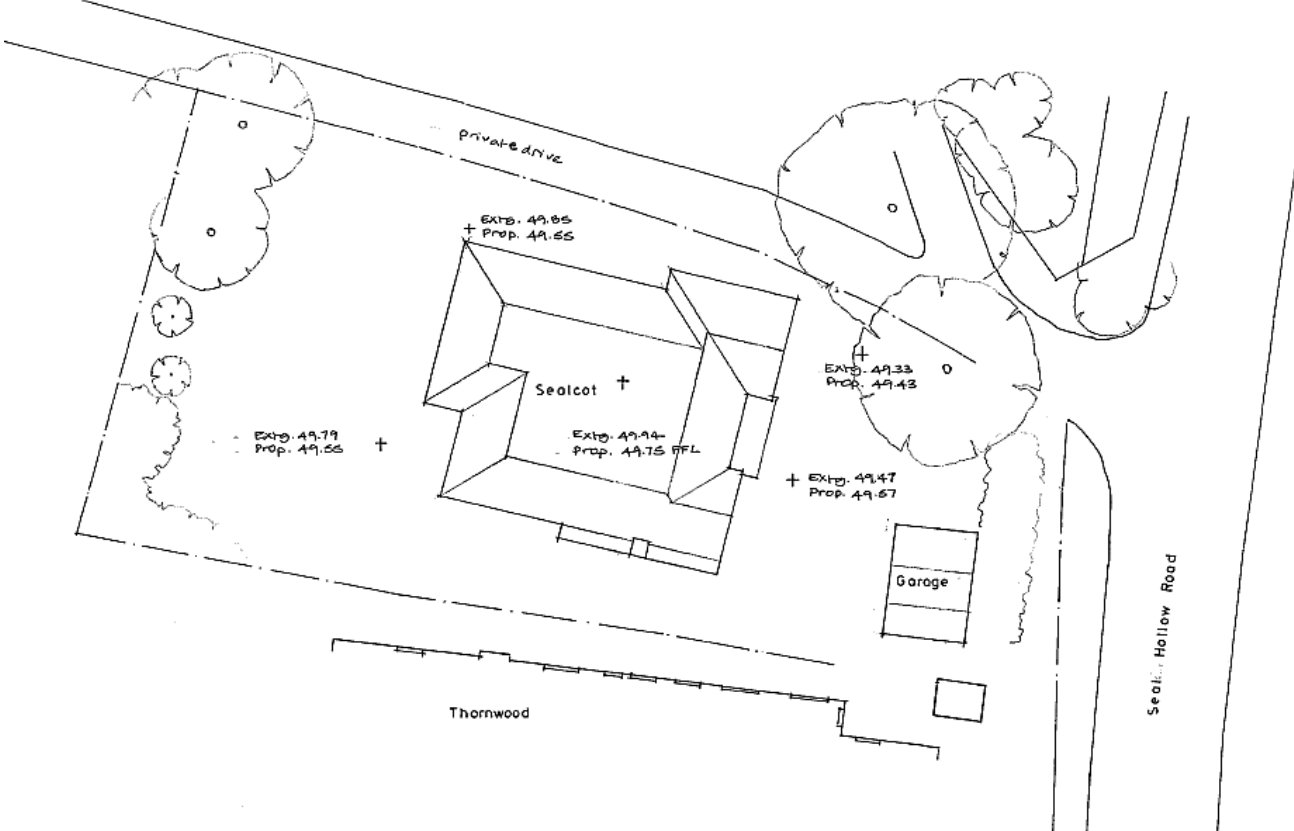 private drive
Extg. 49.85
Prop. 49.55
Sealcot
Extg. 49.33
Prop. 49.43
Extg. 49.79
Prop. 49.55
Extg. 49.94
Prop. 49.75 FFL
Extg. 49.47
Prop. 49.57
Garage
Seal Hollow Road
Thornwood